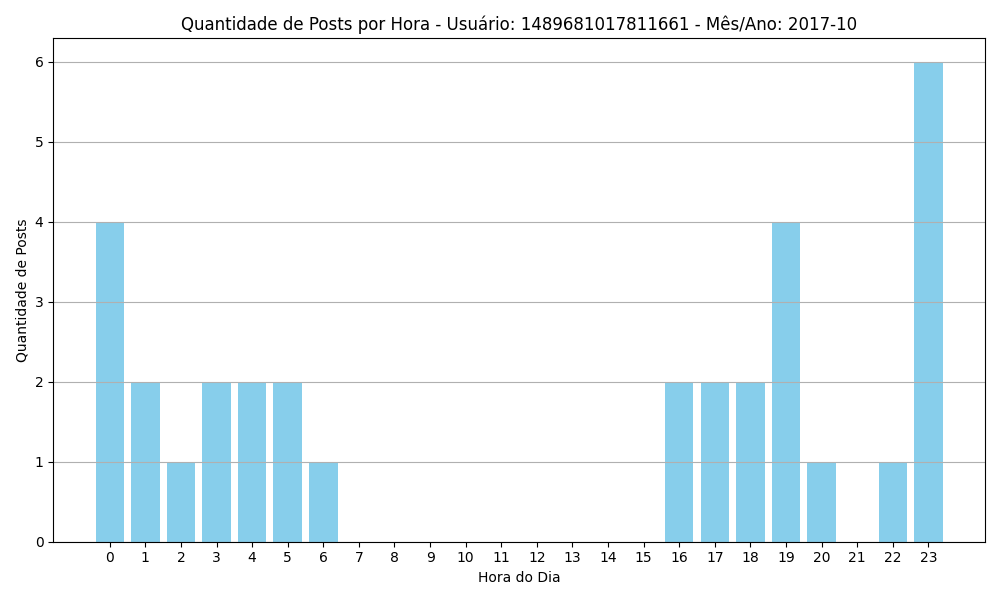 Quantidade de Posts por Hora - Usuário: 1489681017811661 - Mês/Ano: 2017-10
6
5
4
3
2
1
0
Quantidade de Posts
0 1 2 3 4 5 6 7 8 9 10 11 12 13 14 15 16 17 18 19 20 21 22 23
Hora do Dia